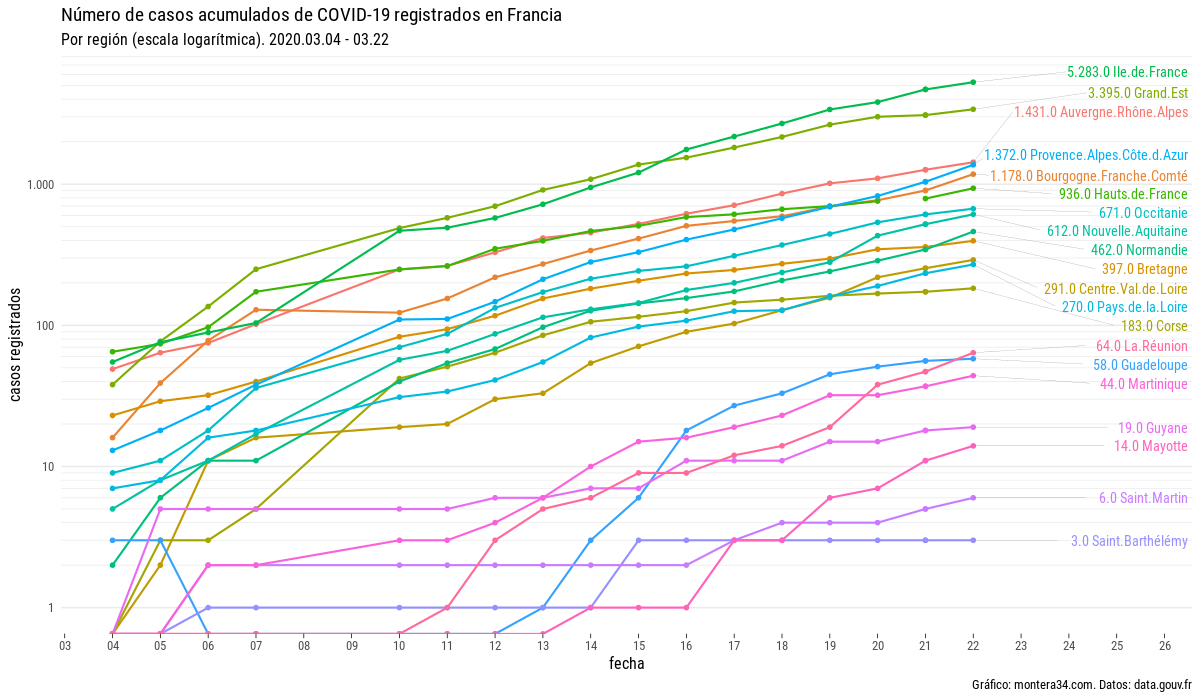 Número de casos acumulados de COVID-19 registrados en Francia
Por región (escala logarítmica). 2020.03.04 - 03.22
5.283.0 Ile.de.France
3.395.0 Grand.Est
1.431.0 Auvergne.Rhône.Alpes
1.372.0 Provence.Alpes.Côte.d.Azur
1.178.0 Bourgogne.Franche.Comté
936.0 Hauts.de.France
671.0 Occitanie
612.0 Nouvelle.Aquitaine
462.0 Normandie
397.0 Bretagne
291.0 Centre.Val.de.Loire
270.0 Pays.de.la.Loire
183.0 Corse
64.0 La.Réunion
58.0 Guadeloupe
44.0 Martinique
19.0 Guyane
14.0 Mayotte
6.0 Saint.Martin
3.0 Saint.Barthélémy
casos registrados
1.000
100
10
1
03 04 05 06 07 08 09 10 11 12 13 14 15 16 17 18 19 20 21 22 23 24 25 26
fecha
Gráfico: montera34.com. Datos: data.gouv.fr